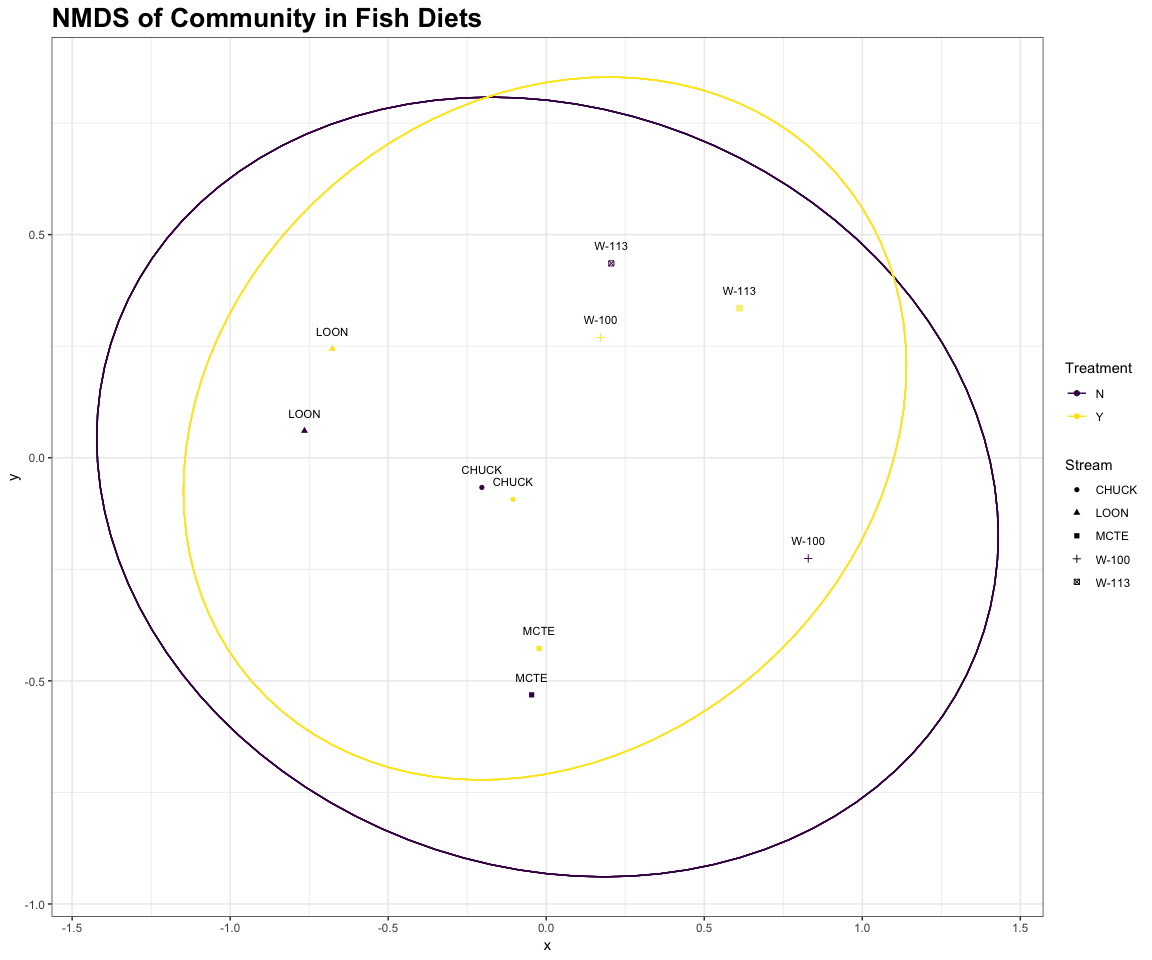 NMDS of Community in Fish Diets
W-113
W-113
W-100
LOON
LOON
CHUCK
CHUCK
W-100
MCTE
MCTE
0.5
0.0
-0.5
-1.0
y
-1.5
-1.0
-0.5
0.0
0.5
1.0
1.5
x
Treatment
N
Y
Stream
CHUCK
LOON
MCTE
W-100
W-113